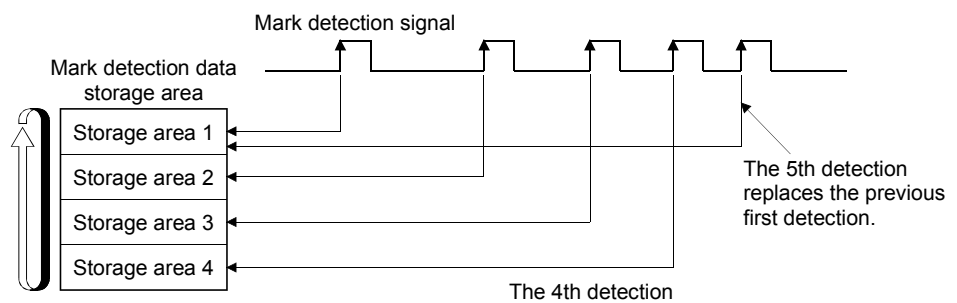 Mark detection signal
Mark detection data
storage area
Storage area 1
Storage area 2
Storage area 3
Storage area 4
The 5th detection
replaces the previous
first detection.
The 4th detection